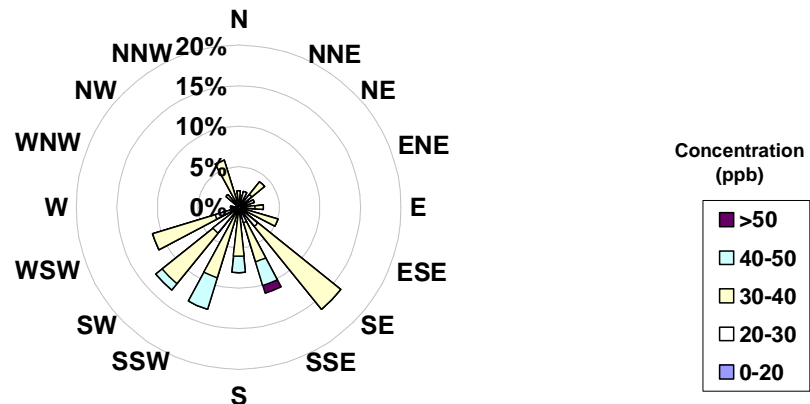 N
NNW 20% NNE
NW 15% NE
10%
WNW ENE
5%
W 0% E
WSW ESE
SW SE
SSW SSE
S
Concentration
(ppb)
>50
40-50
30-40
20-30
0-20